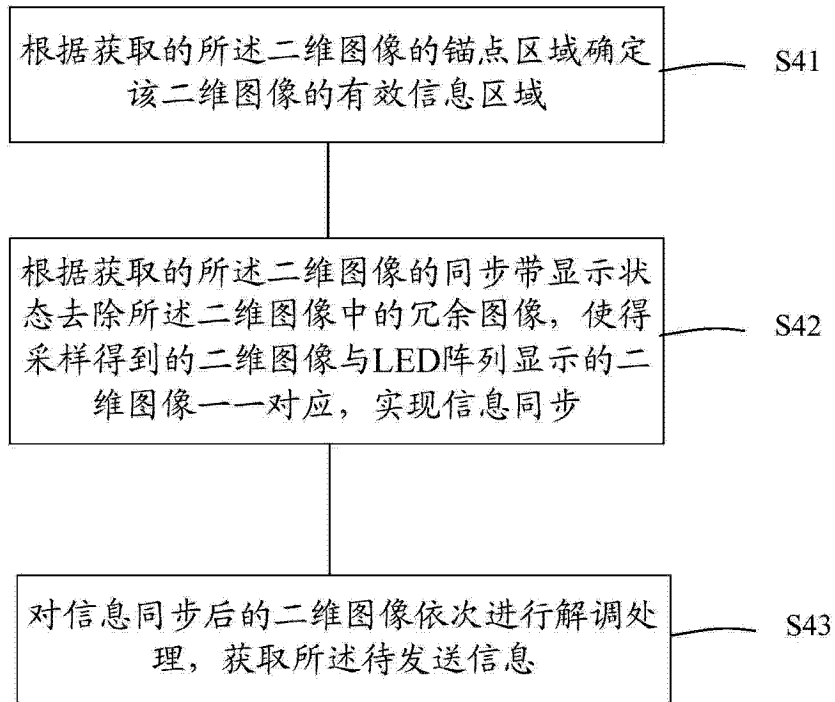 根据获取的所述二维图像的锚点区域确定
该二维图像的有效信息区域
S41
根据获取的所述二维图像的同步带显示状
态去除所述二维图像中的冗余图像，使得
采样得到的二维图像与LED阵列显示的二
维图像一一对应，实现信息同步
S42
对信息同步后的二维图像依次进行解调处
理，获取所述待发送信息
S43